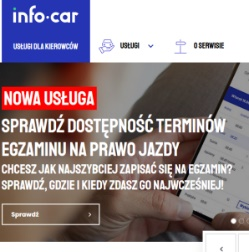 info-car
USŁUGI DLA KIEROWCÓW
USŁUGI
O SERWISIE
NOWA USŁUGA
SPRAWDŹ DOSTĘPNOŚĆ TERMINÓW
EGZAMINU NA PRAWO JAZDY
CHCESZ JAK NAJSZYBCIEJ ZAPISAĆ SIĘ NA EGZAMIN?
SPRAWDŹ, GDZIE I KIEDY ZDASZ GO NAJWCZEŚNIEJ!
Sprawdź